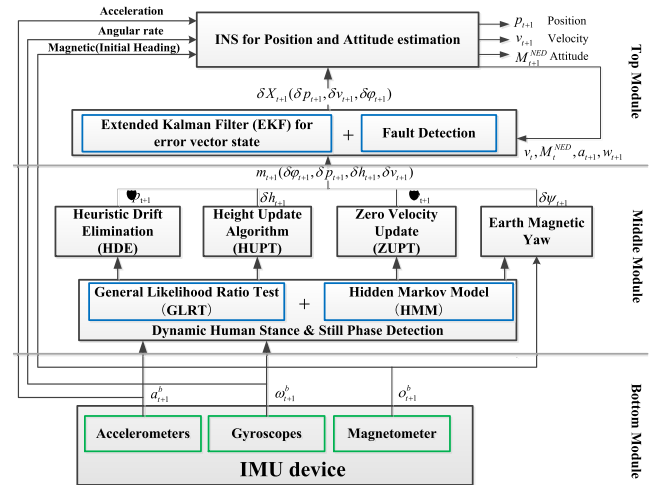 Acceleration
Angular rate
Magnetic(Initial Heading)
INS for Position and Attitude estimation
p_{t+1} Position
v_{t+1} Velocity
M_{t+1}^{NED} Attitude
Top Module
δX_{t+1}(δp_{t+1},δv_{t+1},δφ_{t+1})
Extended Kalman Filter (EKF) for
error vector state
+
Fault Detection
v_t, M_t^{NED}, a_{t+1}, w_{t+1}
m_{t+1}(δφ_{t+1},δp_{t+1},δh_{t+1},δv_{t+1})
φ_{t+1}
δh_{t+1}
t+1
δψ_{t+1}
Heuristic Drift
Elimination
(HDE)
Height Update
Algorithm
(HUPT)
Zero Velocity
Update
(ZUPT)
Earth Magnetic
Yaw
Middle Module
General Likelihood Ratio Test
(GLRT)
+
Hidden Markov Model
(HMM)
Dynamic Human Stance & Still Phase Detection
a_{t+1}^b
ω_{t+1}^b
o_{t+1}^b
Accelerometers
Gyroscopes
Magnetometer
IMU device
Bottom Module